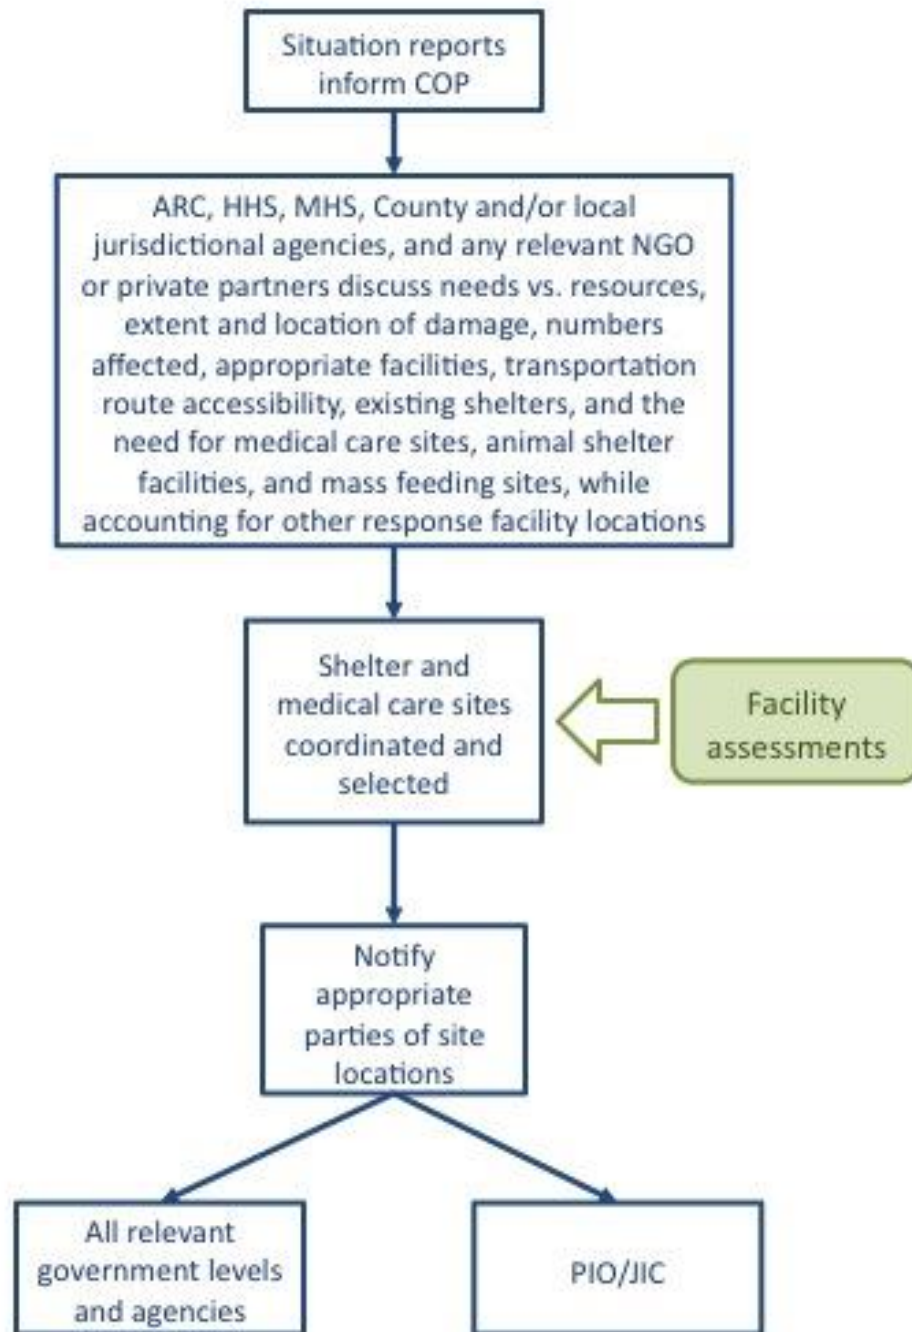 Situation reports
inform COP
ARC, HHS, MHS, County and/or local
jurisdictional agencies, and any relevant NGO
or private partners discuss needs vs. resources,
extent and location of damage, numbers
affected, appropriate facilities, transportation
route accessibility, existing shelters, and the
need for medical care sites, animal shelter
facilities, and mass feeding sites, while
accounting for other response facility locations
Shelter and
medical care sites
coordinated and
selected
Facility
assessments
Notify
appropriate
parties of site
locations
All relevant
government levels
and agencies
PIO/JIC